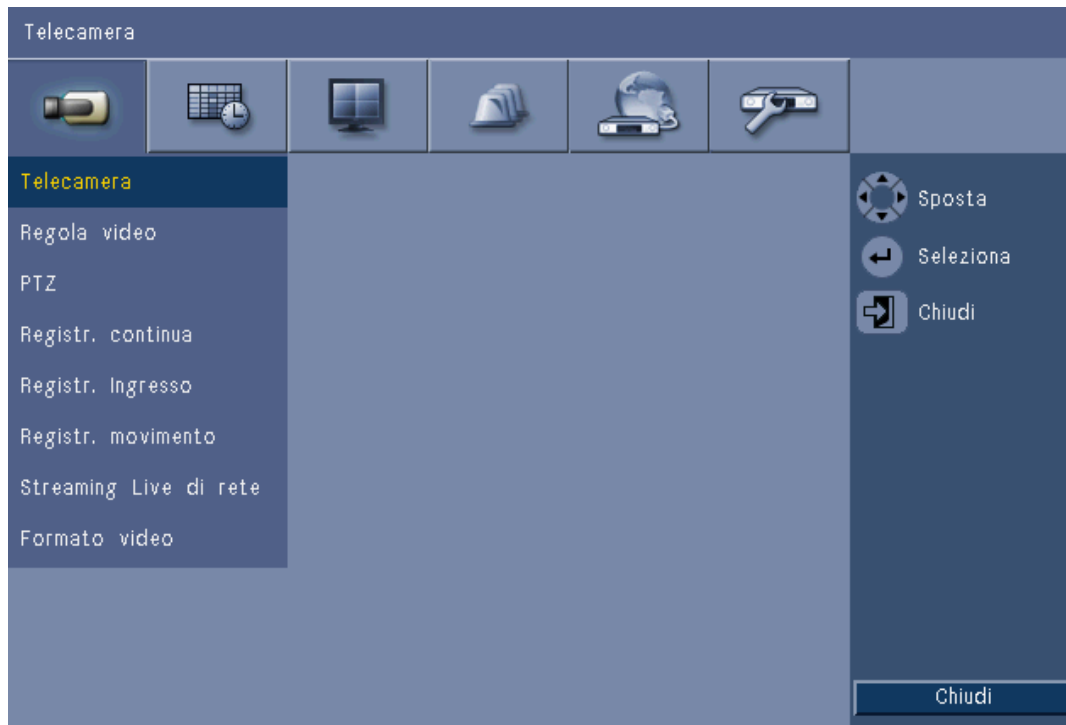 Telecamera
Telecamera
Regola video
PTZ
Registr. continua
Registr. Ingresso
Registr. movimento
Streaming Live di rete
Formato video
Sposta
Seleziona
Chiudi
Chiudi